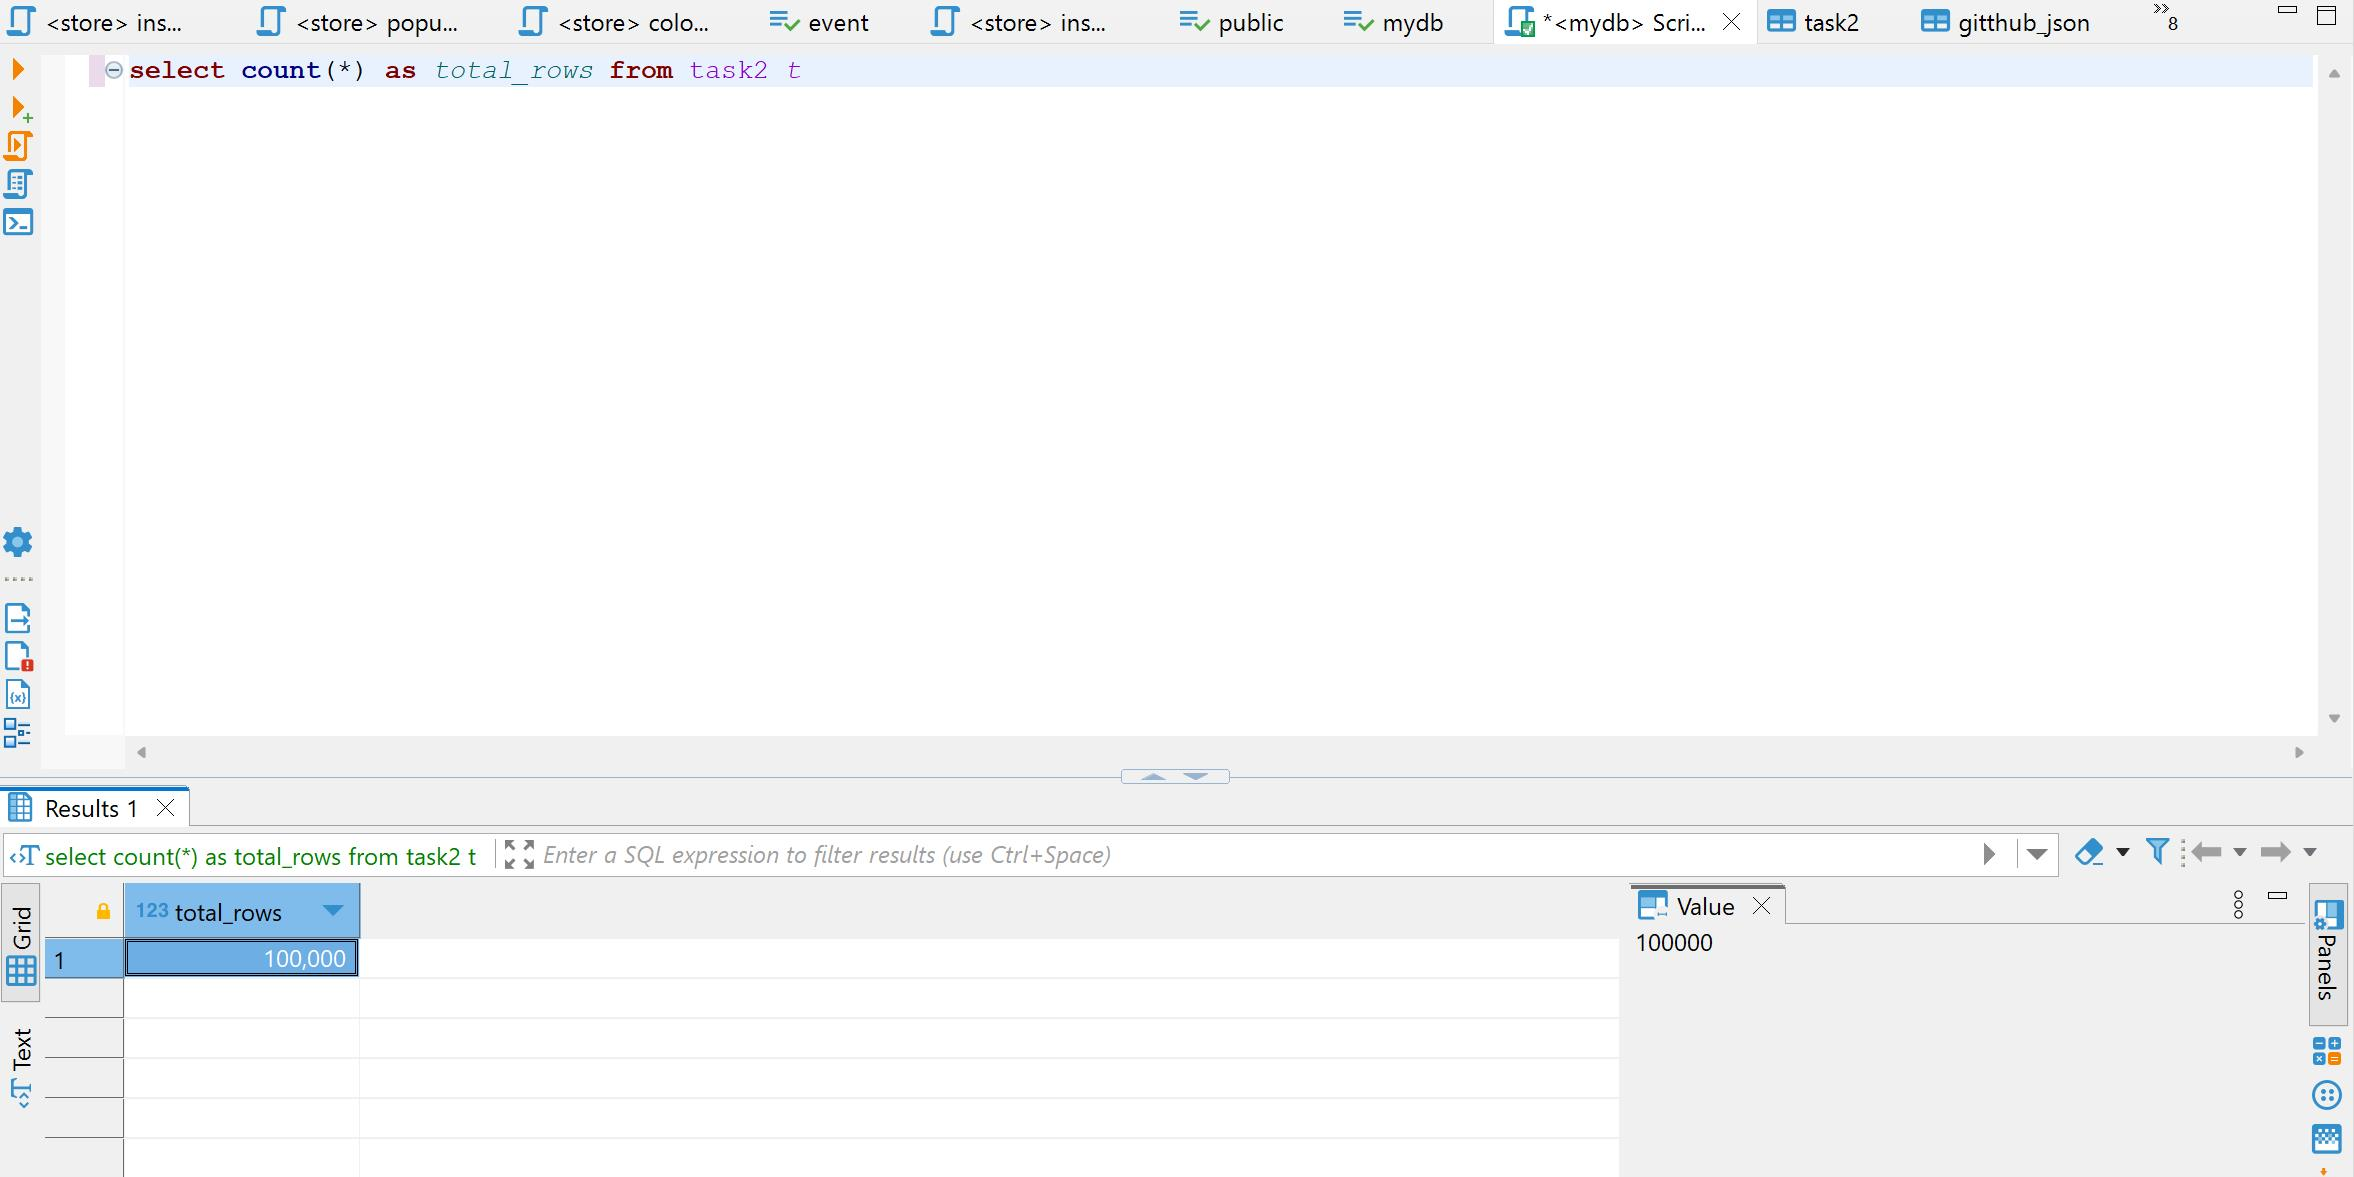 <store> ins...
<store> popu...
<store> colo...
event
<store> ins...
public
mydb
*<mydb> Scri...
task2
gitthub_json
»8
select count(*) as total_rows from task2 t
Results 1
select count(*) as total_rows from task2 t
Enter a SQL expression to filter results (use Ctrl+Space)
Grid
Text
123 total_rows
1
100,000
Value
100000
Panels